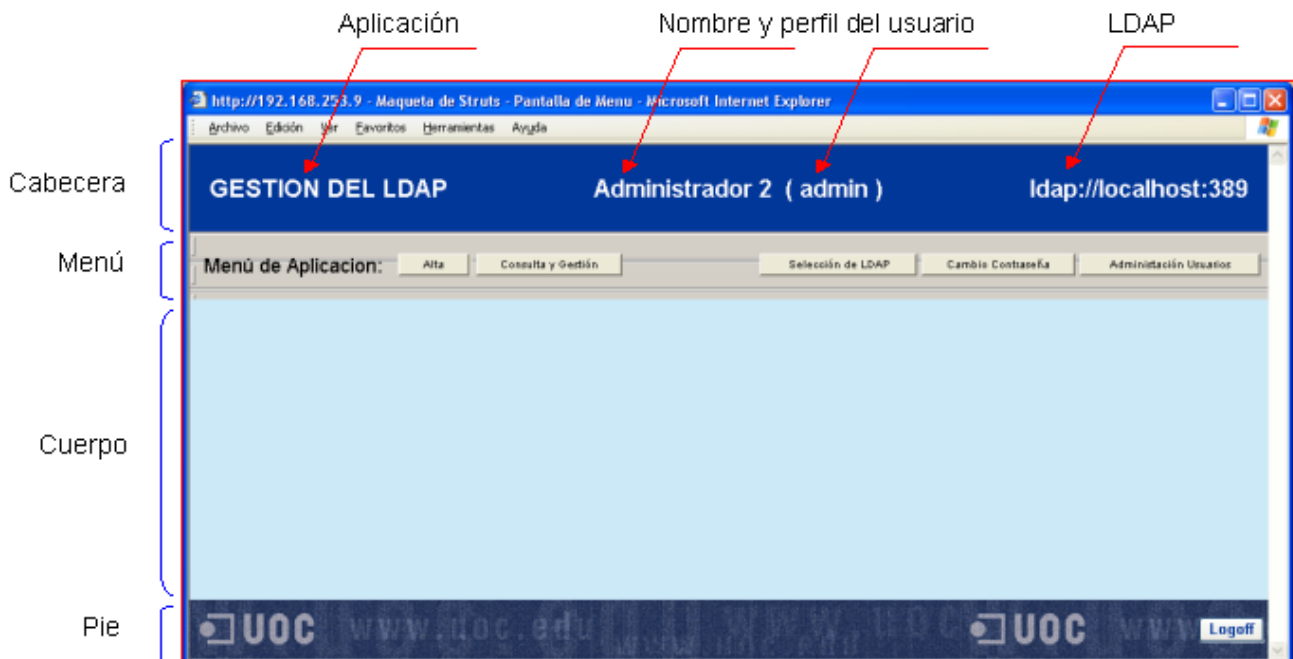 Aplicación Nombre y perfil del usuario LDAP
http://192.168.253.9 - Maqueta de Struts - Pantalla de Menu - Microsoft Internet Explorer
Archivo Edición Ver Favoritos Herramientas Ayuda
Cabecera
GESTION DEL LDAP Administrador 2 ( admin ) ldap://localhost:389
Menú
Menú de Aplicacion: Alta Consulta y Gestión Selección de LDAP Cambio Contraseña Administación Usuarios
Cuerpo
Pie
UOC www.uoc.edu UOC Logoff